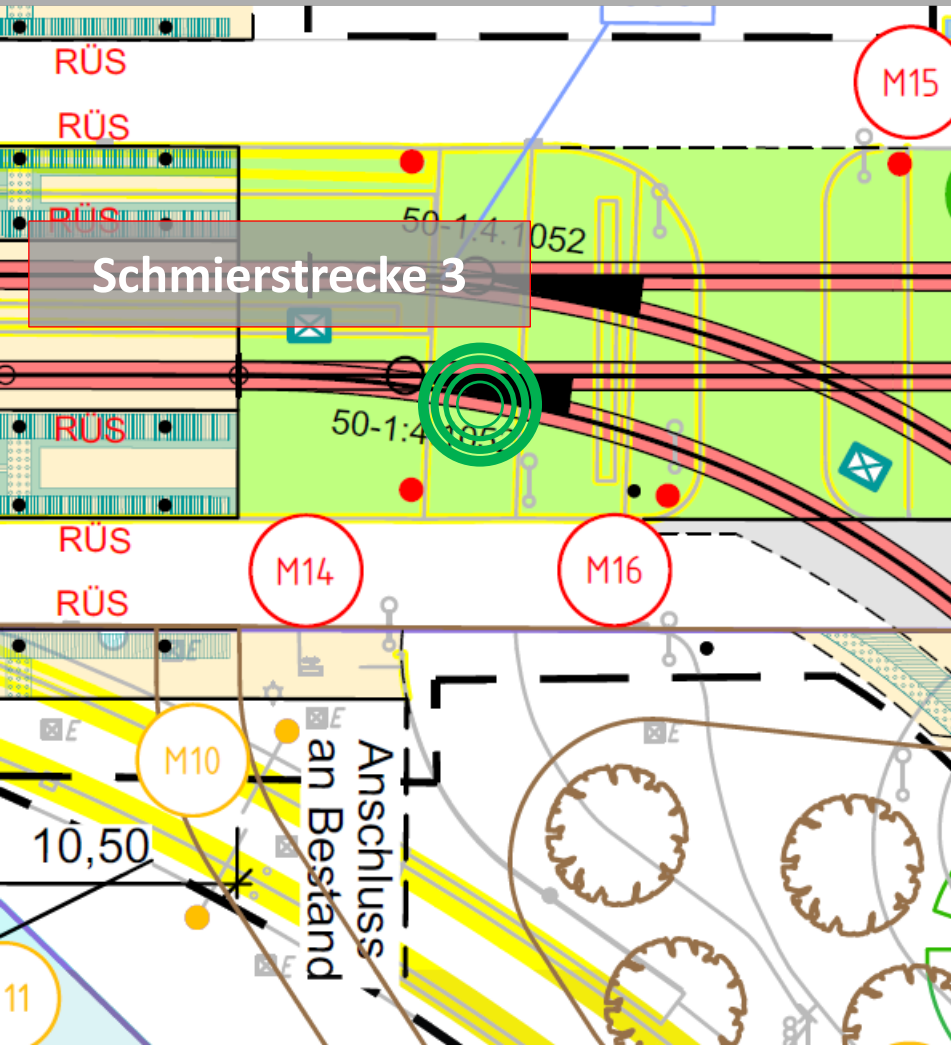 RÜS
M15
RÜS
RÜS
50-1:4.1052
Schmierstrecke 3
RÜS
RÜS
M14
M16
RÜS
E
E
E
M10
Anschluss
an Bestand
10,50
E
11